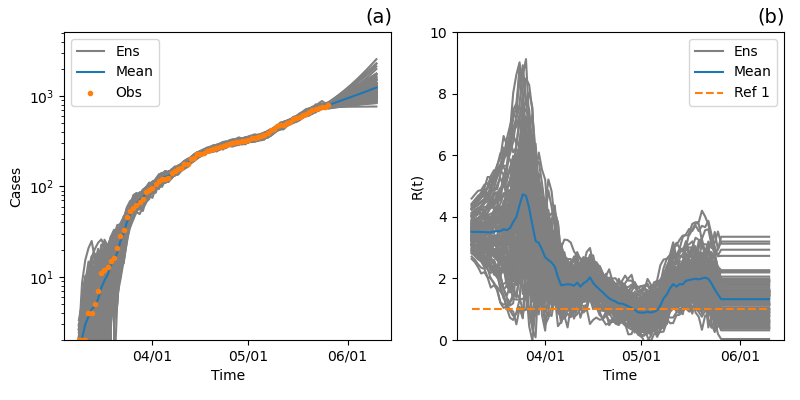 (a)
Ens
Mean
Obs
10³
10²
10¹
Cases
04/01
05/01
06/01
Time
(b)
Ens
Mean
Ref 1
10
8
6
4
2
0
R(t)
04/01
05/01
06/01
Time